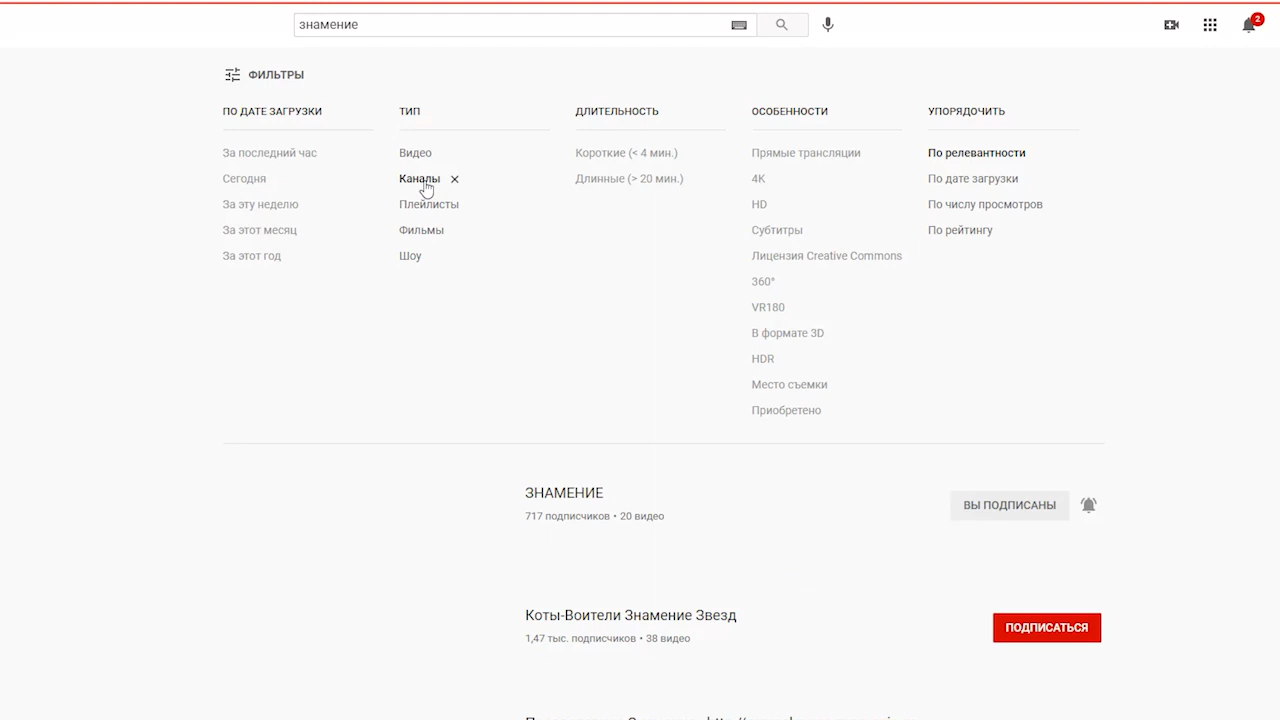 знамение
2
ФИЛЬТРЫ
ПО ДАТЕ ЗАГРУЗКИ
За последний час
Сегодня
За эту неделю
За этот месяц
За этот год
ТИП
Видео
Каналы
Плейлисты
Фильмы
Шоу
ДЛИТЕЛЬНОСТЬ
Короткие (< 4 мин.)
Длинные (> 20 мин.)
ОСОБЕННОСТИ
Прямые трансляции
4K
HD
Субтитры
Лицензия Creative Commons
360°
VR180
В формате 3D
HDR
Место съемки
Приобретено
УПОРЯДОЧИТЬ
По релевантности
По дате загрузки
По числу просмотров
По рейтингу
ЗНАМЕНИЕ
717 подписчиков • 20 видео
ВЫ ПОДПИСАНЫ
Коты-Воители Знамение Звезд
1,47 тыс. подписчиков • 38 видео
ПОДПИСАТЬСЯ